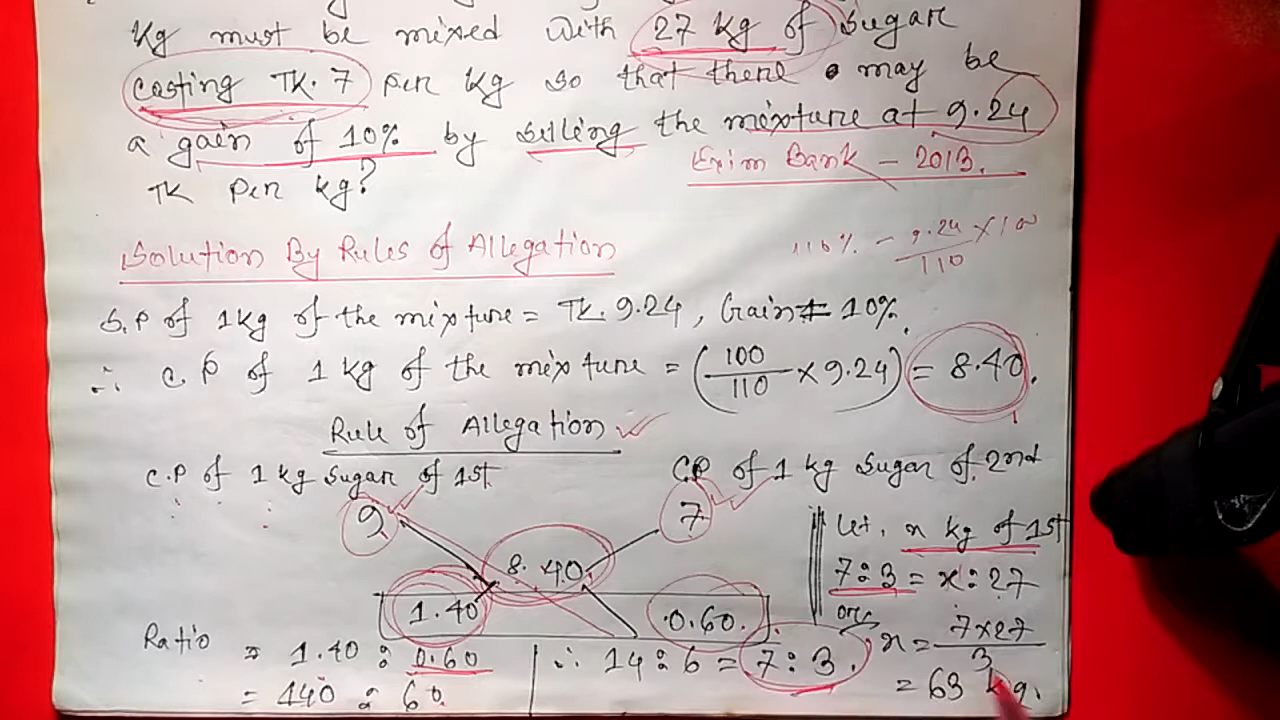 Kg must be mixed with 27 kg of Sugar
Costing TK. 7 per kg so that there may be
a gain of 10% by selling the mixture at 9.24
TK per kg?
Exim Bank - 2013.
Solution By Rules of Allegation
110% - 9.24 × 100 / 110
S.P of 1kg of the mixture = TK. 9.24, Gain = 10%.
∴ C.P of 1 kg of the mixture = (100/110 × 9.24) = 8.40.
Rule of Allegation ✓
C.P of 1 kg Sugar of 1st.
CP of 1 kg Sugar of 2nd
9
7
8.40
1.40
0.60.
Ratio = 1.40 : 0.60
= 140 : 60.
∴ 14 : 6 = 7 : 3.
Let, x kg of 1st
7 : 3 = x : 27
or, x = 7×27 / 3
= 63 kg.